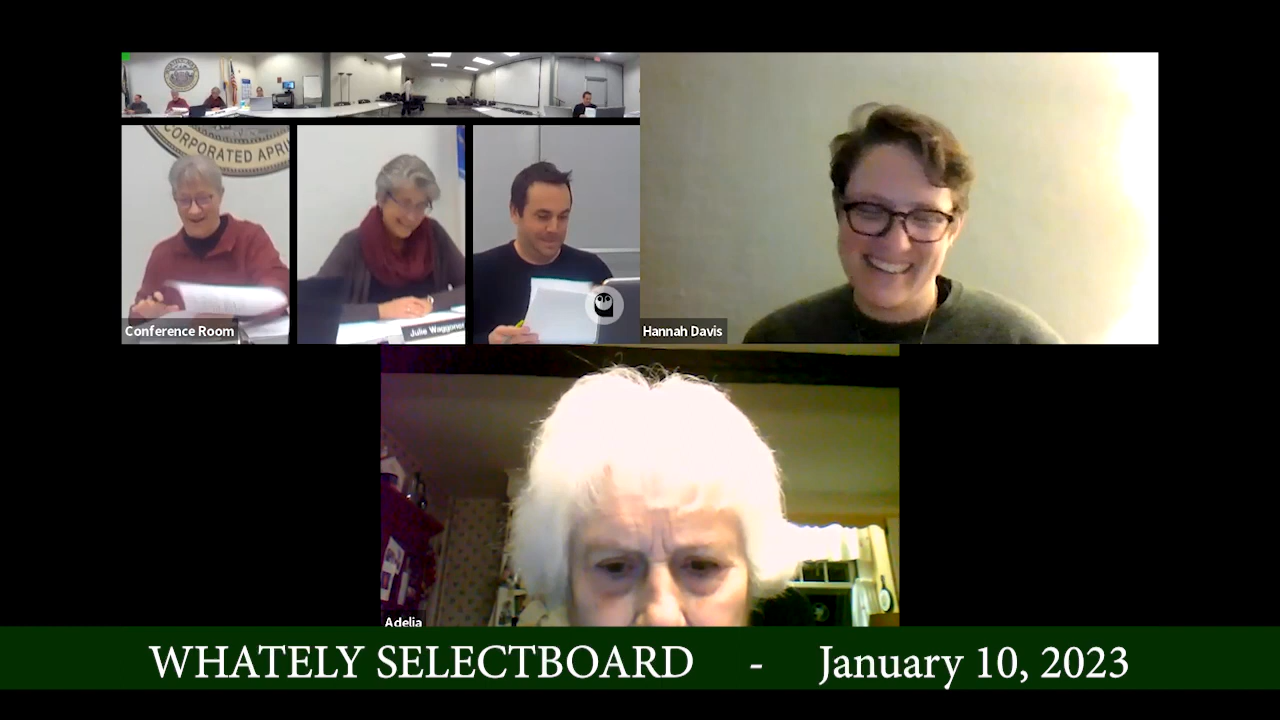 CORPORATED APRI
Conference Room
Julie Waggoner
Hannah Davis
Adelia
WHATELY SELECTBOARD - January 10, 2023